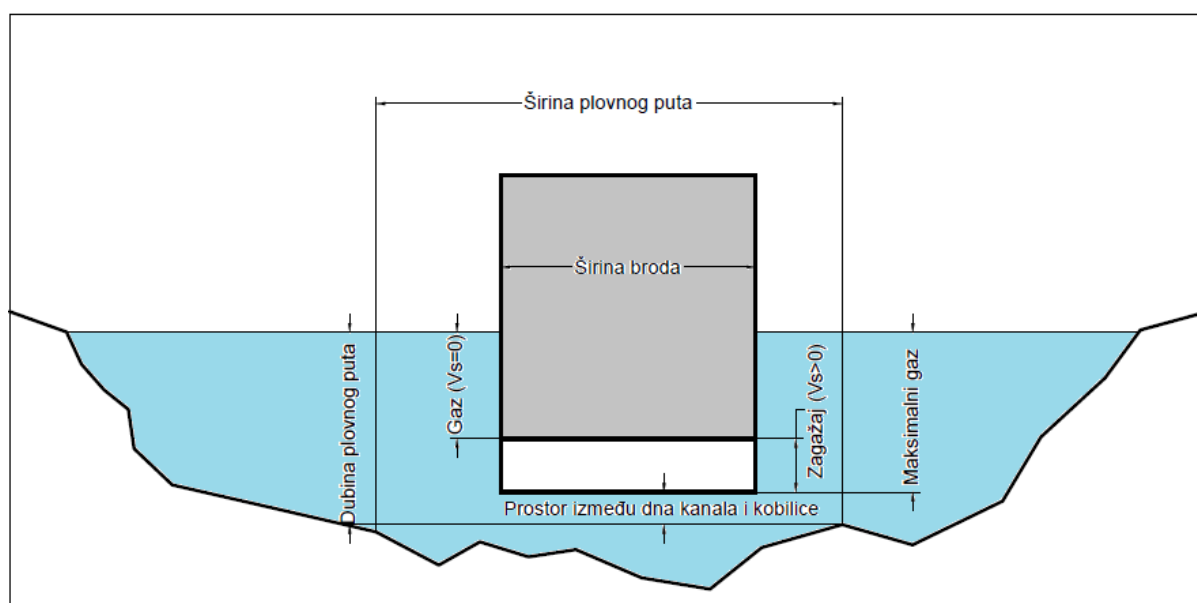 Širina plovnog puta
Širina broda
Dubina plovnog puta
Gaz (Vs=0)
Zagažaj (Vs>0)
Maksimalni gaz
Prostor između dna kanala i kobilice